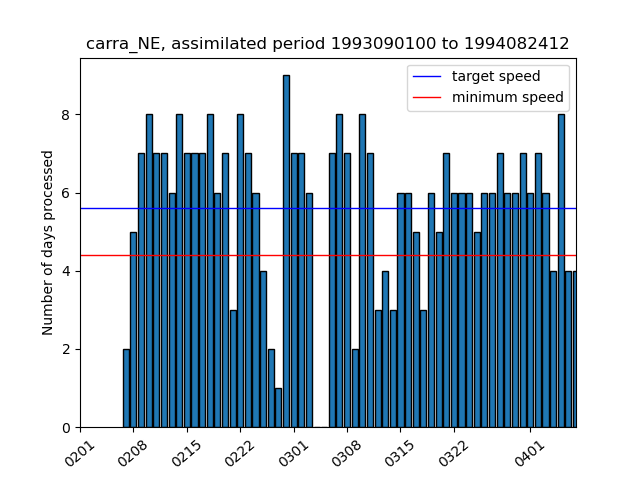 carra_NE, assimilated period 1993090100 to 1994082412
target speed
minimum speed
Number of days processed
8
6
4
2
0
0201 0208 0215 0222 0301 0308 0315 0322 0401